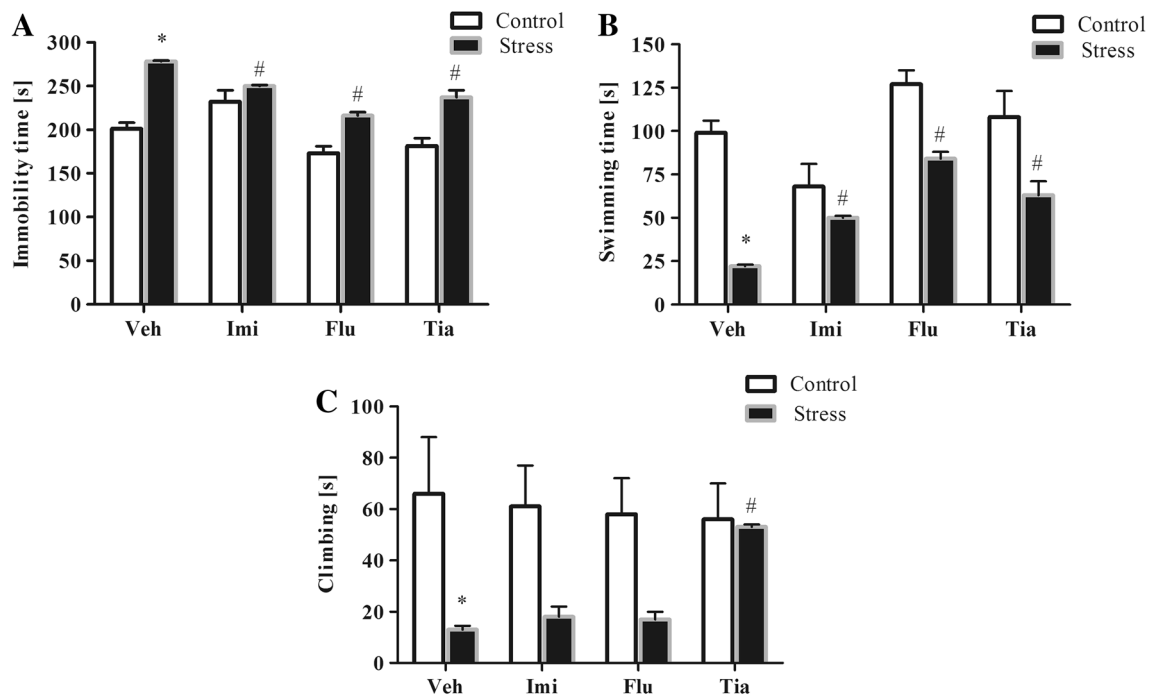 A
Control
Stress
Immobility time [s]
300
250
200
150
100
50
0
*
#
#
#
Veh Imi Flu Tia
B
Control
Stress
Swimming time [s]
150
125
100
75
50
25
0
*
#
#
#
Veh Imi Flu Tia
C
Control
Stress
Climbing [s]
100
80
60
40
20
0
*
#
Veh Imi Flu Tia